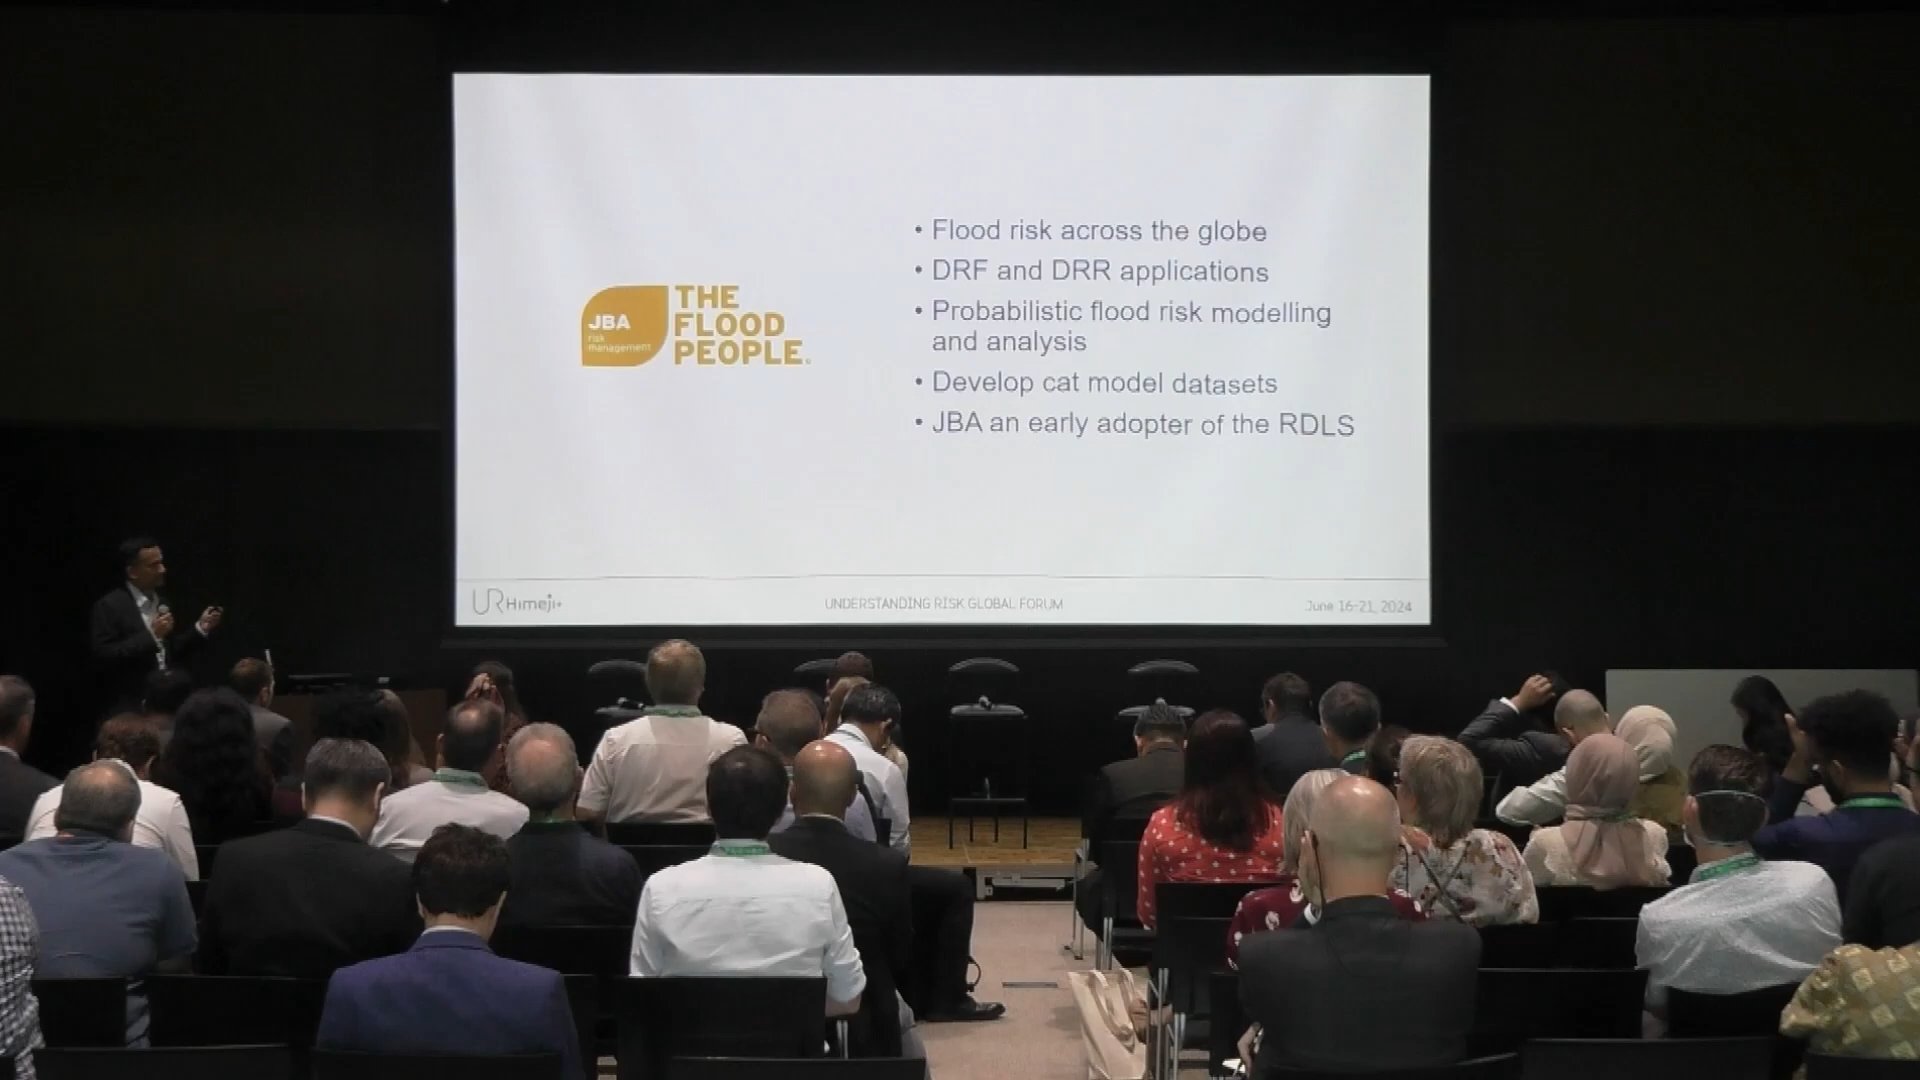 JBA
risk
management
THE
FLOOD
PEOPLE.
• Flood risk across the globe
• DRF and DRR applications
• Probabilistic flood risk modelling
and analysis
• Develop cat model datasets
• JBA an early adopter of the RDLS
UR Himeji
UNDERSTANDING RISK GLOBAL FORUM
June 16-21, 2024